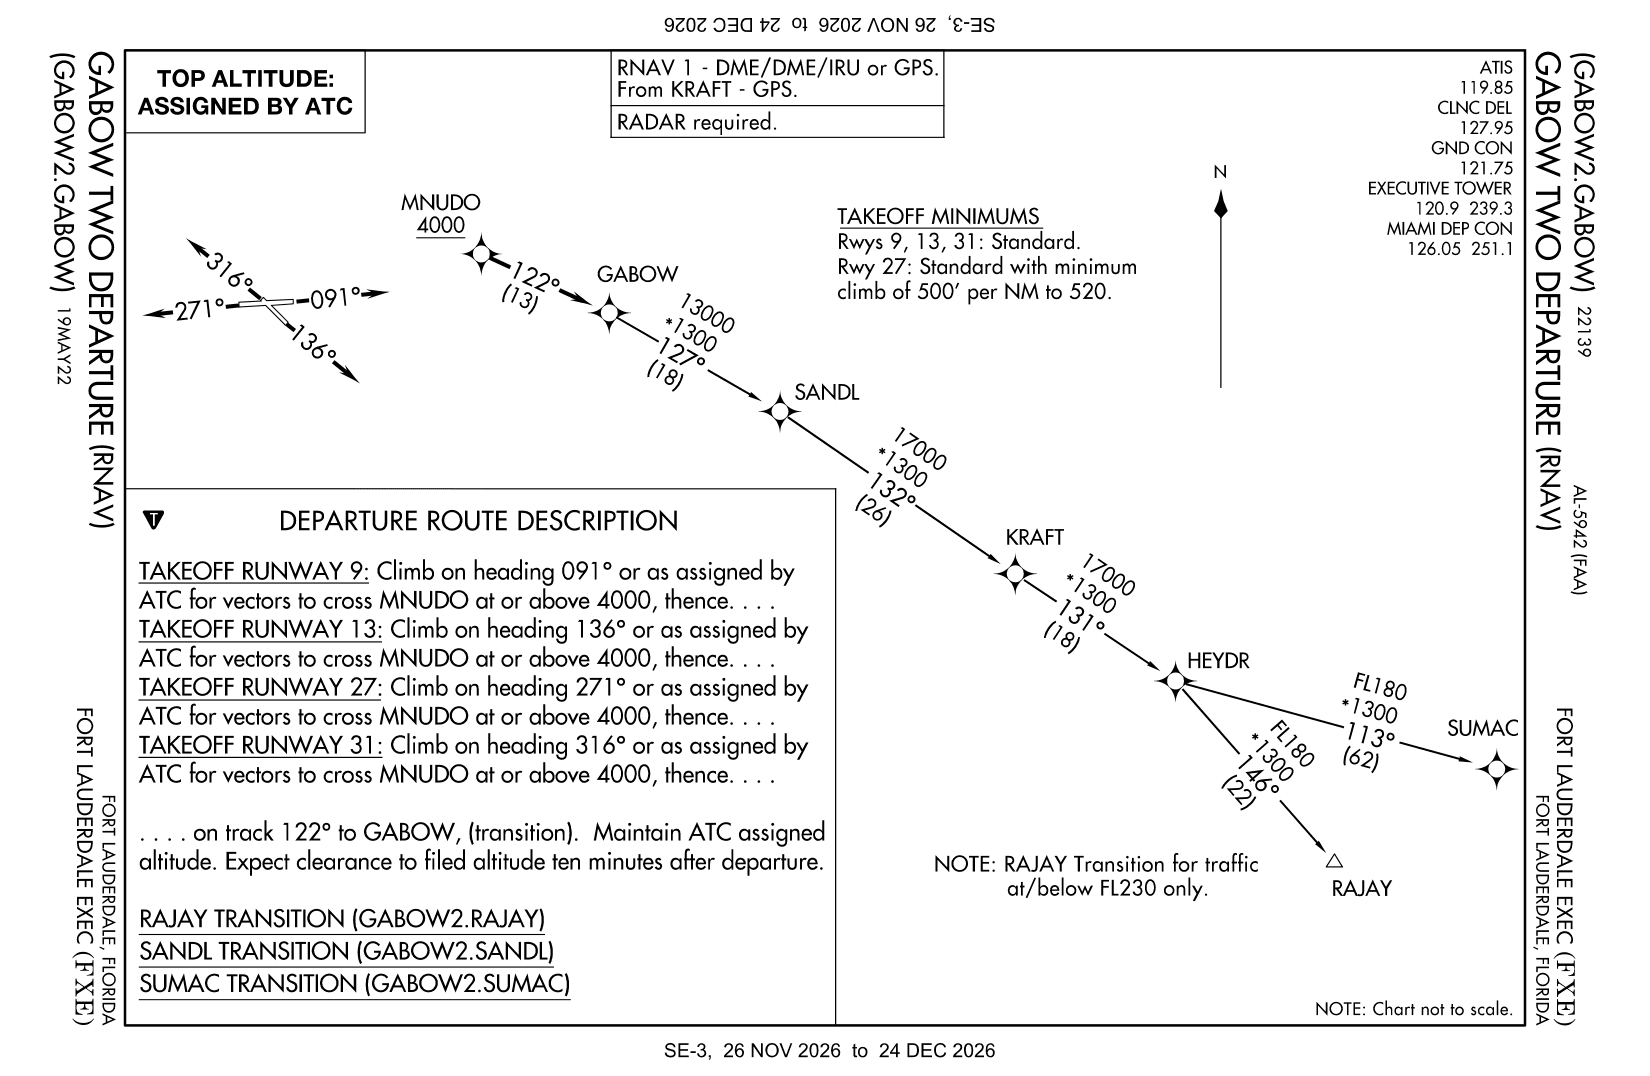 SE-3, 26 NOV 2026 to 24 DEC 2026
(GABOW2.GABOW) 19MAY22
GABOW TWO DEPARTURE (RNAV)
FORT LAUDERDALE EXEC (FXE)
FORT LAUDERDALE, FLORIDA
TOP ALTITUDE:
ASSIGNED BY ATC
RNAV 1 - DME/DME/IRU or GPS.
From KRAFT - GPS.
RADAR required.
ATIS
119.85
CLNC DEL
127.95
GND CON
121.75
EXECUTIVE TOWER
120.9 239.3
MIAMI DEP CON
126.05 251.1
N
TAKEOFF MINIMUMS
Rwys 9, 13, 31: Standard.
Rwy 27: Standard with minimum
climb of 500’ per NM to 520.
316°
271°
091°
136°
MNUDO
4000
122°
(13)
GABOW
13000
*1300
127°
(18)
SANDL
17000
*1300
132°
(26)
KRAFT
17000
*1300
131°
(18)
HEYDR
FL180
*1300
113°
(62)
SUMAC
FL180
*1300
146°
(22)
RAJAY
NOTE: RAJAY Transition for traffic
at/below FL230 only.
NOTE: Chart not to scale.
T
DEPARTURE ROUTE DESCRIPTION
TAKEOFF RUNWAY 9: Climb on heading 091° or as assigned by
ATC for vectors to cross MNUDO at or above 4000, thence. . . .
TAKEOFF RUNWAY 13: Climb on heading 136° or as assigned by
ATC for vectors to cross MNUDO at or above 4000, thence. . . .
TAKEOFF RUNWAY 27: Climb on heading 271° or as assigned by
ATC for vectors to cross MNUDO at or above 4000, thence. . . .
TAKEOFF RUNWAY 31: Climb on heading 316° or as assigned by
ATC for vectors to cross MNUDO at or above 4000, thence. . . .
. . . . on track 122° to GABOW, (transition). Maintain ATC assigned
altitude. Expect clearance to filed altitude ten minutes after departure.
RAJAY TRANSITION (GABOW2.RAJAY)
SANDL TRANSITION (GABOW2.SANDL)
SUMAC TRANSITION (GABOW2.SUMAC)
(GABOW2.GABOW) 22139
GABOW TWO DEPARTURE (RNAV)
AL-5942 (FAA)
FORT LAUDERDALE EXEC (FXE)
FORT LAUDERDALE, FLORIDA
SE-3, 26 NOV 2026 to 24 DEC 2026